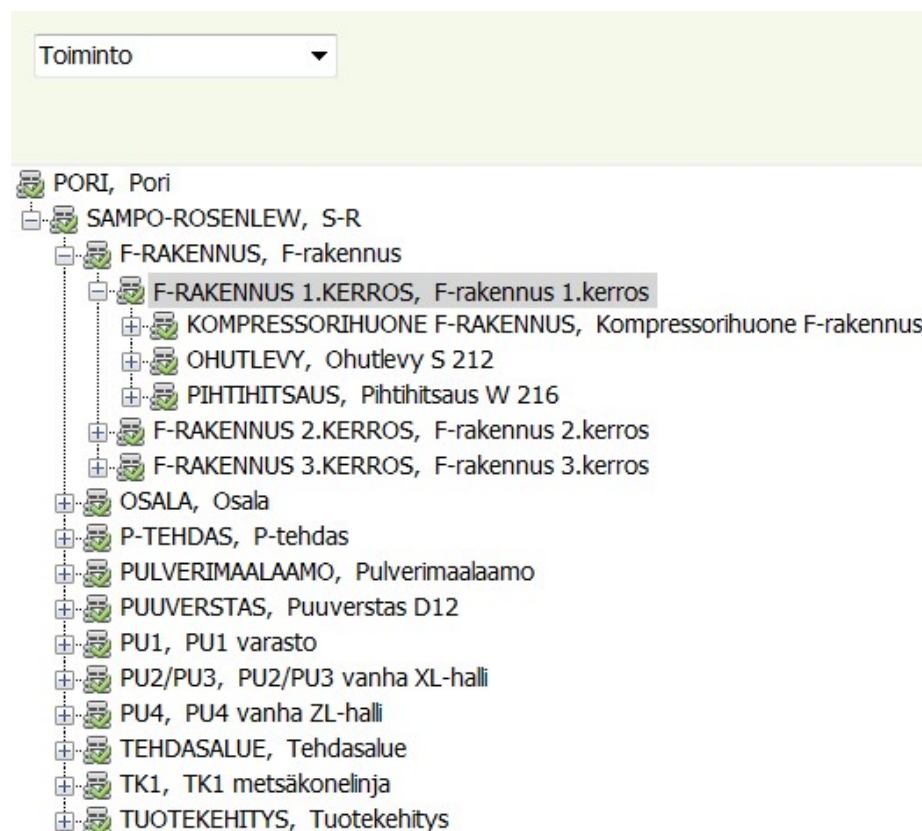 Toiminto
PORI, Pori
SAMPO-ROSENLEW, S-R
F-RAKENNUS, F-rakennus
F-RAKENNUS 1.KERROS, F-rakennus 1.kerros
KOMPRESSORIHUONE F-RAKENNUS, Kompressorihuone F-rakennus
OHUTLEVY, Ohutlevy S 212
PIHTIHITSAUS, Pihtihitsaus W 216
F-RAKENNUS 2.KERROS, F-rakennus 2.kerros
F-RAKENNUS 3.KERROS, F-rakennus 3.kerros
OSALA, Osala
P-TEHDAS, P-tehdas
PULVERIMAALAAMO, Pulverimaalaamo
PUUVERSTAS, Puuverstas D12
PU1, PU1 varasto
PU2/PU3, PU2/PU3 vanha XL-halli
PU4, PU4 vanha ZL-halli
TEHDASALUE, Tehdasalue
TK1, TK1 metsäkonelinja
TUOTEKEHITYS, Tuotekehitys